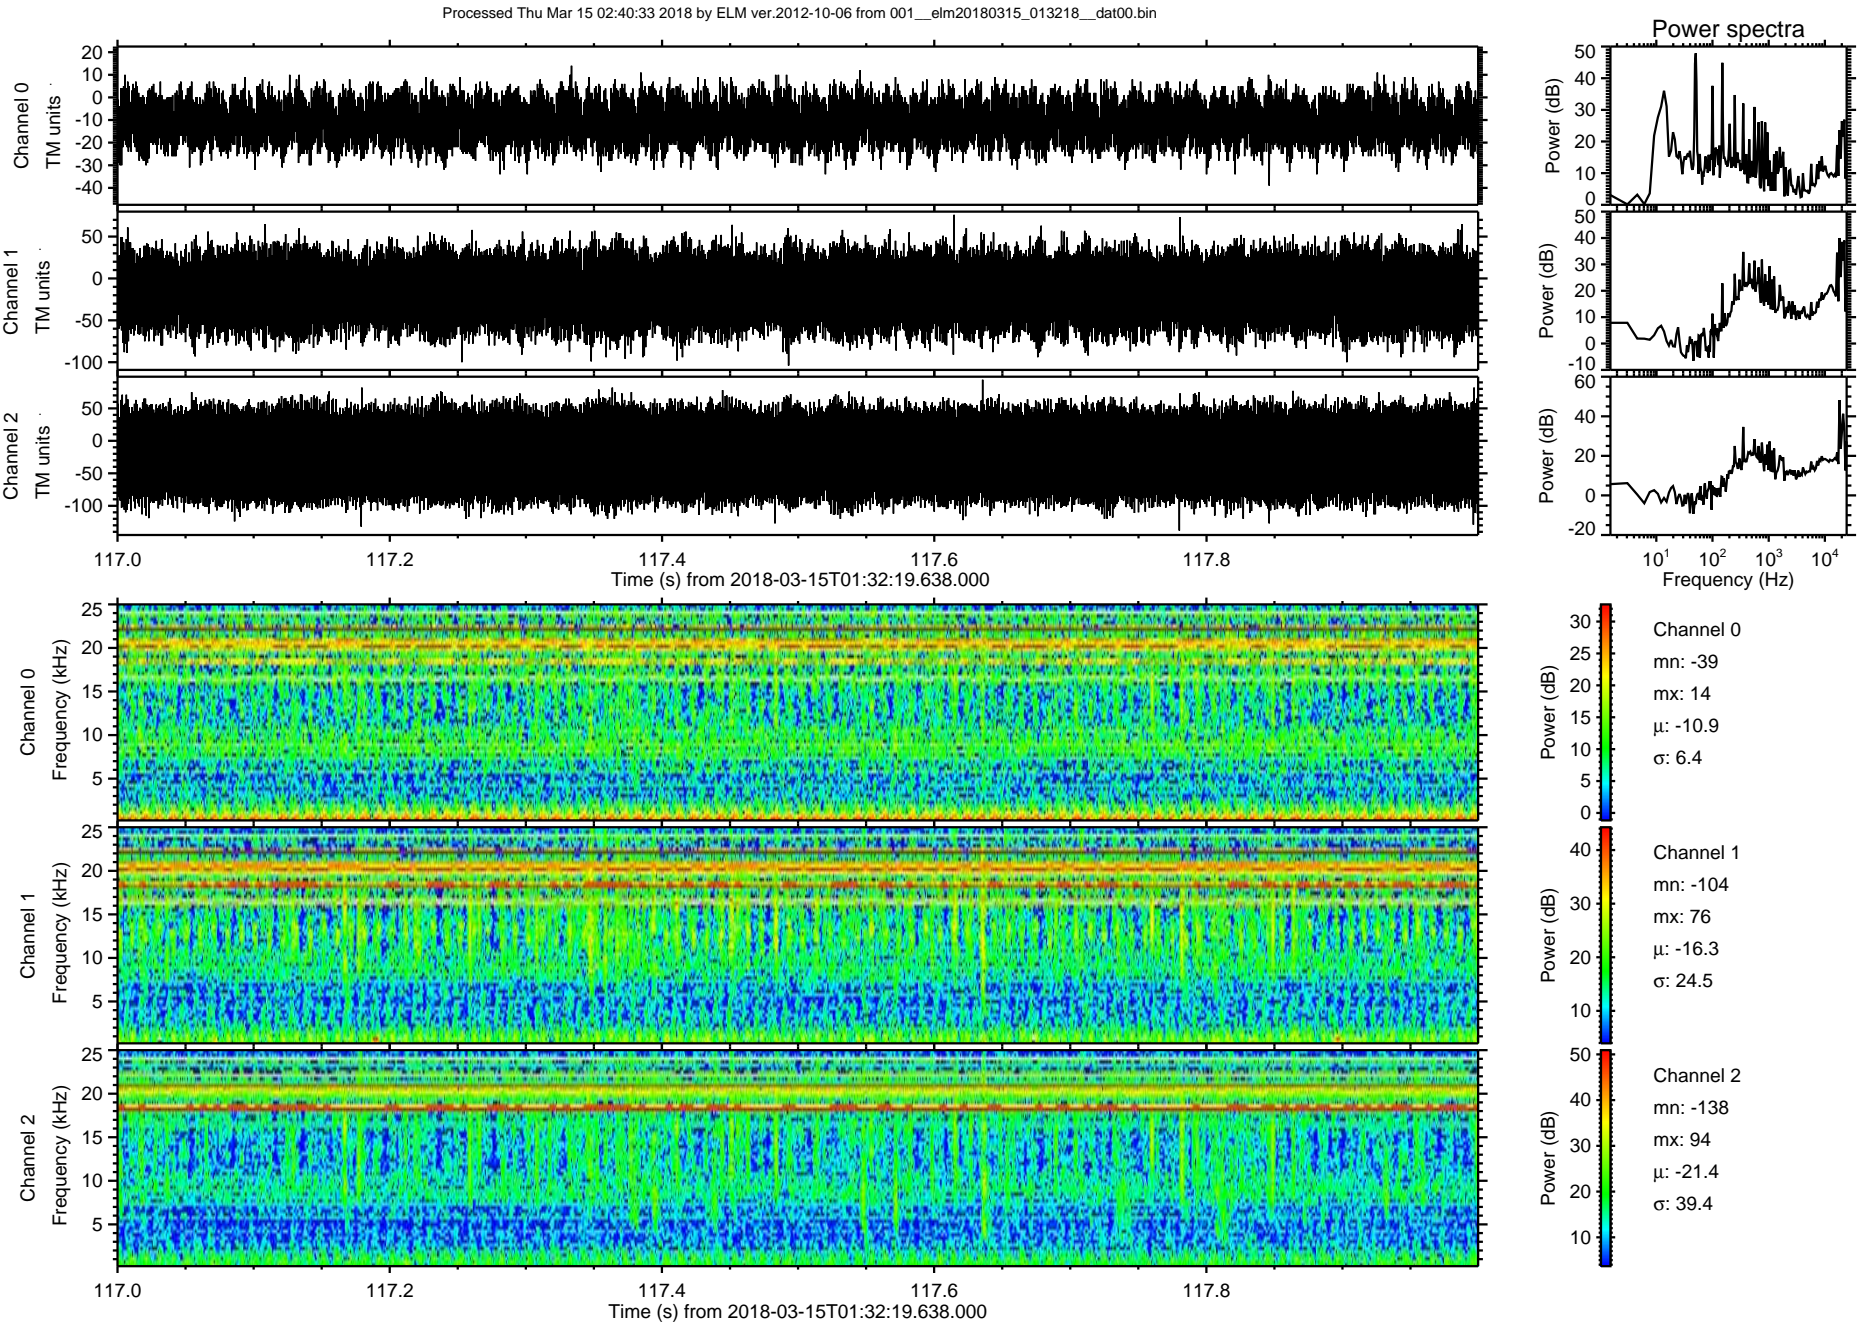 Processed Thu Mar 15 02:40:33 2018 by ELM ver.2012-10-06 from 001__elm20180315_013218__dat00.bin
Power spectra
Channel 0
TM units
20
10
0
-10
-20
-30
-40
Power (dB)
50
40
30
20
10
0
Channel 1
TM units
50
0
-50
-100
Power (dB)
50
40
30
20
10
0
-10
Channel 2
TM units
50
0
-50
-100
Power (dB)
60
40
20
0
-20
117.0 117.2 117.4 117.6 117.8
Time (s) from 2018-03-15T01:32:19.638.000
10^1 10^2 10^3 10^4
Frequency (Hz)
Channel 0
Frequency (kHz)
25
20
15
10
5
Power (dB)
30
25
20
15
10
5
0
Channel 0
mn: -39
mx: 14
μ: -10.9
σ: 6.4
Channel 1
Frequency (kHz)
25
20
15
10
5
Power (dB)
40
30
20
10
Channel 1
mn: -104
mx: 76
μ: -16.3
σ: 24.5
Channel 2
Frequency (kHz)
25
20
15
10
5
Power (dB)
50
40
30
20
10
Channel 2
mn: -138
mx: 94
μ: -21.4
σ: 39.4
117.0 117.2 117.4 117.6 117.8
Time (s) from 2018-03-15T01:32:19.638.000